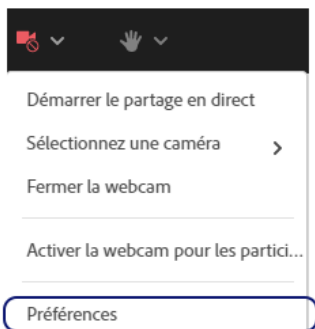 Démarrer le partage en direct
Sélectionnez une caméra
Fermer la webcam
Activer la webcam pour les partici...
Préférences